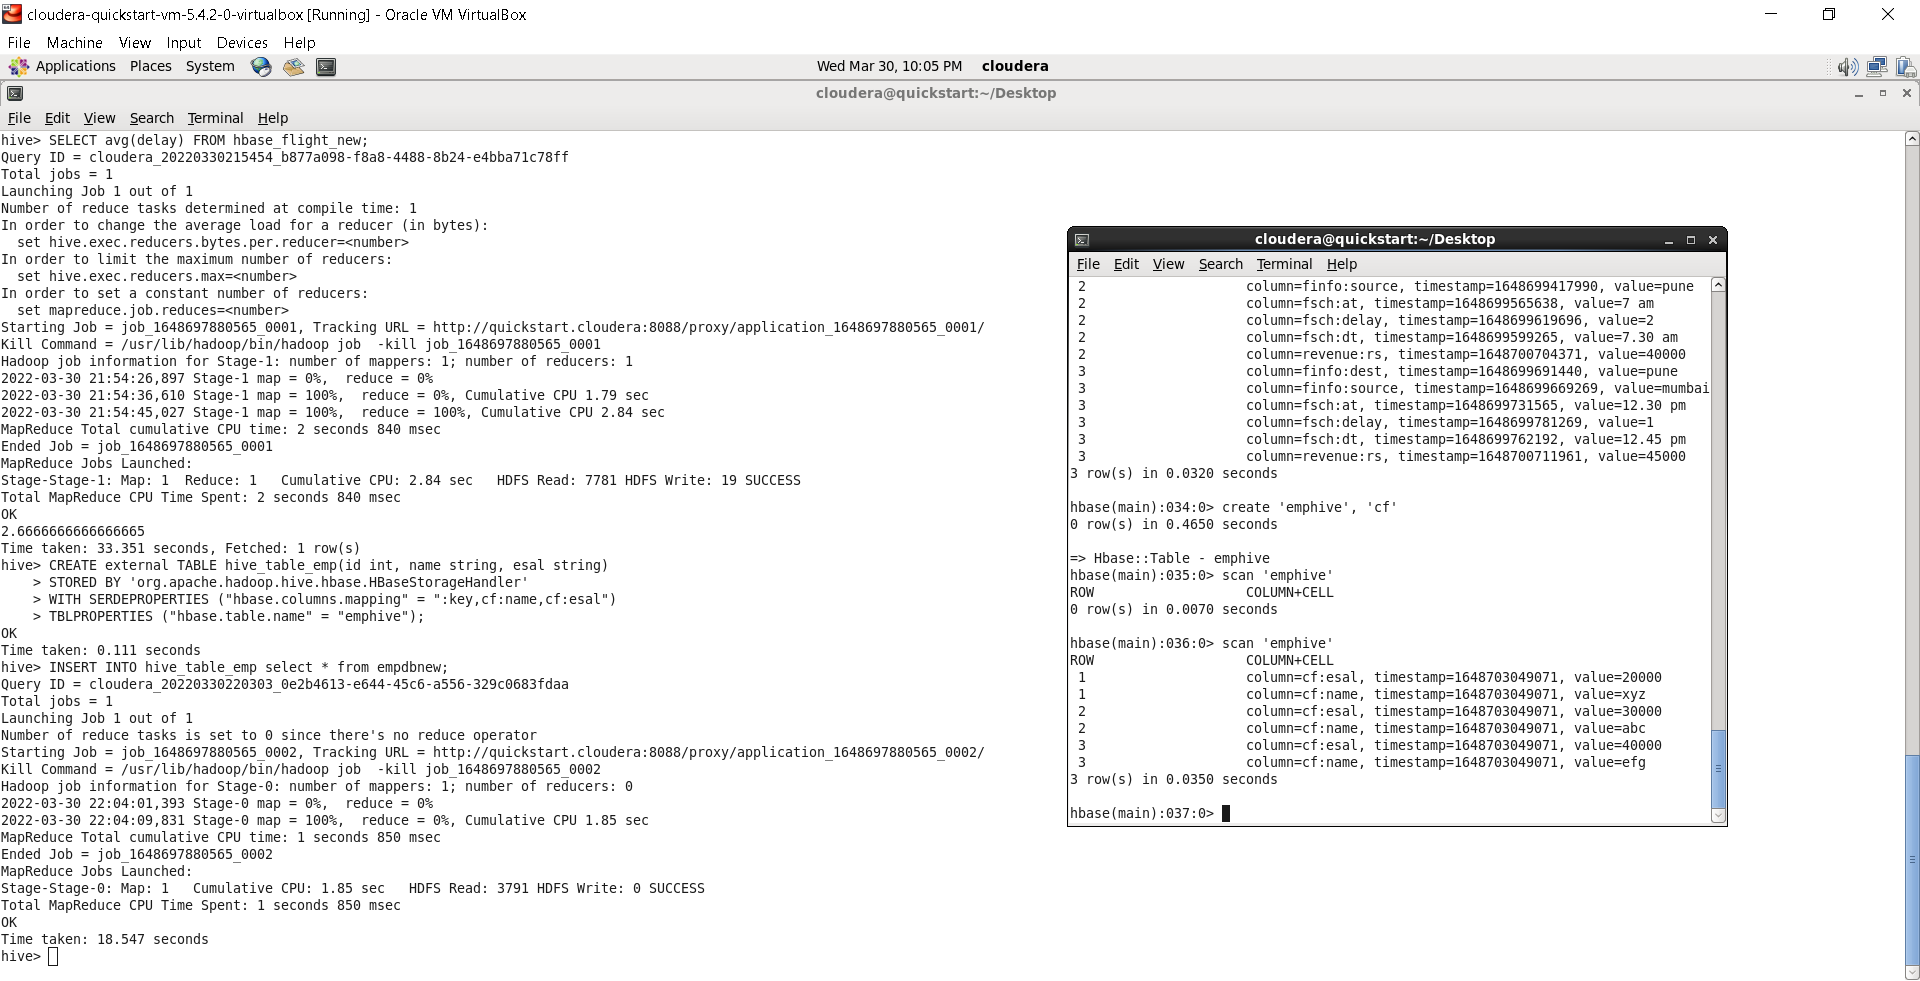 cloudera-quickstart-vm-5.4.2-0-virtualbox [Running] - Oracle VM VirtualBox
File Machine View Input Devices Help
Applications Places System Wed Mar 30, 10:05 PM cloudera
cloudera@quickstart:~/Desktop
File Edit View Search Terminal Help
hive> SELECT avg(delay) FROM hbase_flight_new;
Query ID = cloudera_20220330215454_b877a098-f8a8-4488-8b24-e4bba71c78ff
Total jobs = 1
Launching Job 1 out of 1
Number of reduce tasks determined at compile time: 1
In order to change the average load for a reducer (in bytes):
  set hive.exec.reducers.bytes.per.reducer=<number>
In order to limit the maximum number of reducers:
  set hive.exec.reducers.max=<number>
In order to set a constant number of reducers:
  set mapreduce.job.reduces=<number>
Starting Job = job_1648697880565_0001, Tracking URL = http://quickstart.cloudera:8088/proxy/application_1648697880565_0001/
Kill Command = /usr/lib/hadoop/bin/hadoop job  -kill job_1648697880565_0001
Hadoop job information for Stage-1: number of mappers: 1; number of reducers: 1
2022-03-30 21:54:26,897 Stage-1 map = 0%,  reduce = 0%
2022-03-30 21:54:36,610 Stage-1 map = 100%,  reduce = 0%, Cumulative CPU 1.79 sec
2022-03-30 21:54:45,027 Stage-1 map = 100%,  reduce = 100%, Cumulative CPU 2.84 sec
MapReduce Total cumulative CPU time: 2 seconds 840 msec
Ended Job = job_1648697880565_0001
MapReduce Jobs Launched:
Stage-Stage-1: Map: 1  Reduce: 1   Cumulative CPU: 2.84 sec   HDFS Read: 7781 HDFS Write: 19 SUCCESS
Total MapReduce CPU Time Spent: 2 seconds 840 msec
OK
2.6666666666666665
Time taken: 33.351 seconds, Fetched: 1 row(s)
hive> CREATE external TABLE hive_table_emp(id int, name string, esal string)
    > STORED BY 'org.apache.hadoop.hive.hbase.HBaseStorageHandler'
    > WITH SERDEPROPERTIES ("hbase.columns.mapping" = ":key,cf:name,cf:esal")
    > TBLPROPERTIES ("hbase.table.name" = "emphive");
OK
Time taken: 0.111 seconds
hive> INSERT INTO hive_table_emp select * from empdbnew;
Query ID = cloudera_20220330220303_0e2b4613-e644-45c6-a556-329c0683fdaa
Total jobs = 1
Launching Job 1 out of 1
Number of reduce tasks is set to 0 since there's no reduce operator
Starting Job = job_1648697880565_0002, Tracking URL = http://quickstart.cloudera:8088/proxy/application_1648697880565_0002/
Kill Command = /usr/lib/hadoop/bin/hadoop job  -kill job_1648697880565_0002
Hadoop job information for Stage-0: number of mappers: 1; number of reducers: 0
2022-03-30 22:04:01,393 Stage-0 map = 0%,  reduce = 0%
2022-03-30 22:04:09,831 Stage-0 map = 100%,  reduce = 0%, Cumulative CPU 1.85 sec
MapReduce Total cumulative CPU time: 1 seconds 850 msec
Ended Job = job_1648697880565_0002
MapReduce Jobs Launched:
Stage-Stage-0: Map: 1   Cumulative CPU: 1.85 sec   HDFS Read: 3791 HDFS Write: 0 SUCCESS
Total MapReduce CPU Time Spent: 1 seconds 850 msec
OK
Time taken: 18.547 seconds
hive>
cloudera@quickstart:~/Desktop
File Edit View Search Terminal Help
2 column=finfo:source, timestamp=1648699417990, value=pune
2 column=fsch:at, timestamp=1648699565638, value=7 am
2 column=fsch:delay, timestamp=1648699619696, value=2
2 column=fsch:dt, timestamp=1648699599265, value=7.30 am
2 column=revenue:rs, timestamp=1648700704371, value=40000
3 column=finfo:dest, timestamp=1648699691440, value=pune
3 column=finfo:source, timestamp=1648699669269, value=mumbai
3 column=fsch:at, timestamp=1648699731565, value=12.30 pm
3 column=fsch:delay, timestamp=1648699781269, value=1
3 column=fsch:dt, timestamp=1648699762192, value=12.45 pm
3 column=revenue:rs, timestamp=1648700711961, value=45000
3 row(s) in 0.0320 seconds
hbase(main):034:0> create 'emphive', 'cf'
0 row(s) in 0.4650 seconds
=> Hbase::Table - emphive
hbase(main):035:0> scan 'emphive'
ROW COLUMN+CELL
0 row(s) in 0.0070 seconds
hbase(main):036:0> scan 'emphive'
ROW COLUMN+CELL
1 column=cf:esal, timestamp=1648703049071, value=20000
1 column=cf:name, timestamp=1648703049071, value=xyz
2 column=cf:esal, timestamp=1648703049071, value=30000
2 column=cf:name, timestamp=1648703049071, value=abc
3 column=cf:esal, timestamp=1648703049071, value=40000
3 column=cf:name, timestamp=1648703049071, value=efg
3 row(s) in 0.0350 seconds
hbase(main):037:0>